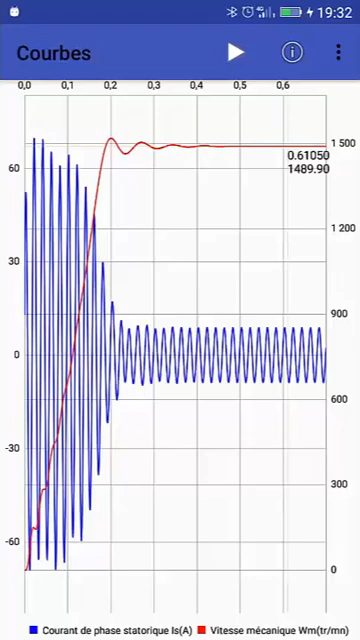 19:32
Courbes
0,0 0,1 0,2 0,3 0,4 0,5 0,6
60 1 500
0.61050
1489.90
1 200
30 900
0 600
-30 300
-60 0
Courant de phase statorique Is(A) Vitesse mécanique Wm(tr/mn)